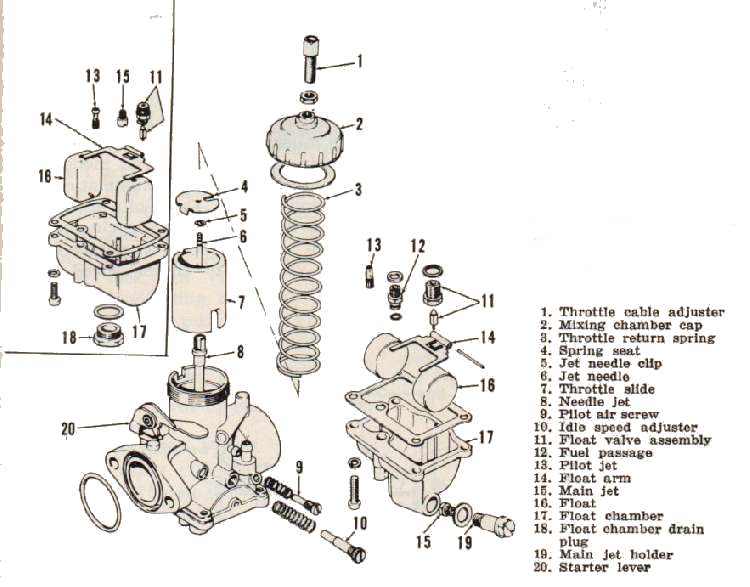 13 15 11
14
16
18 17
1
2
3
4
5
6
7
8
13 12
11
14
16
17
20
9
10
15 19
1. Throttle cable adjuster
2. Mixing chamber cap
3. Throttle return spring
4. Spring seat
5. Jet needle clip
6. Jet needle
7. Throttle slide
8. Needle jet
9. Pilot air screw
10. Idle speed adjuster
11. Float valve assembly
12. Fuel passage
13. Pilot jet
14. Float arm
15. Main jet
16. Float
17. Float chamber
18. Float chamber drain
plug
19. Main jet holder
20. Starter lever